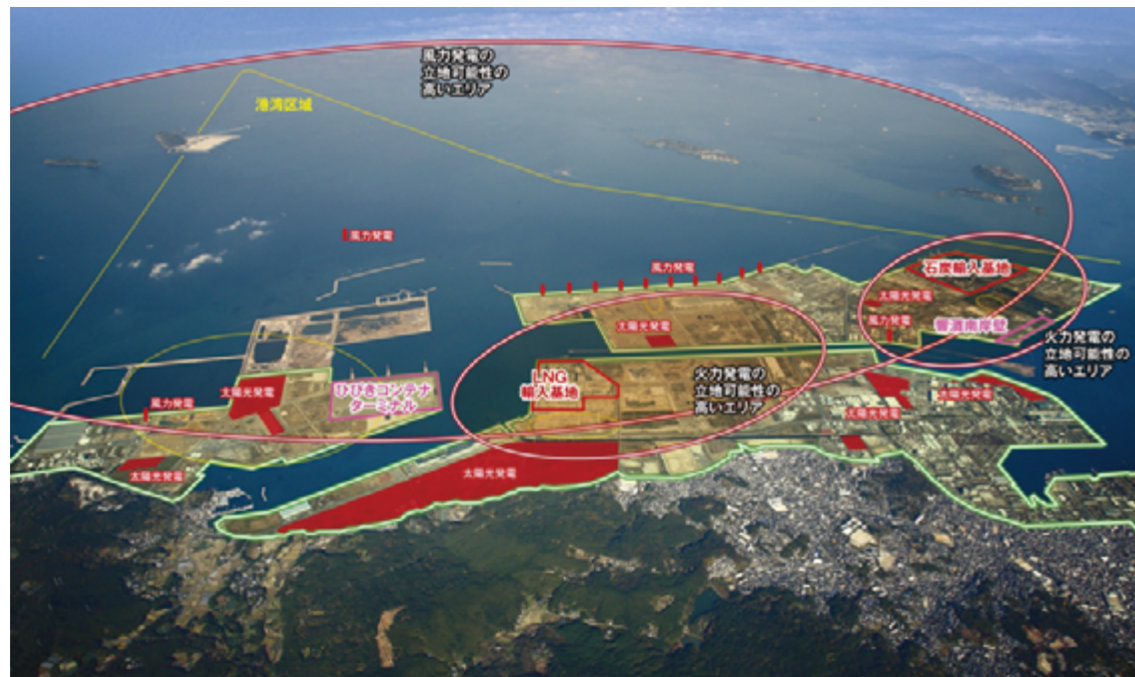 風力発電の
立地可能性の
高いエリア
港湾区域
風力発電
風力発電
石炭輸入基地
太陽光発電
風力発電
響灘南岸壁
太陽光発電
火力発電の
立地可能性の
高いエリア
LNG
輸入基地
火力発電の
立地可能性の
高いエリア
太陽光発電
ひびきコンテナ
ターミナル
風力発電
太陽光発電
太陽光発電
太陽光発電
太陽光発電
太陽光発電